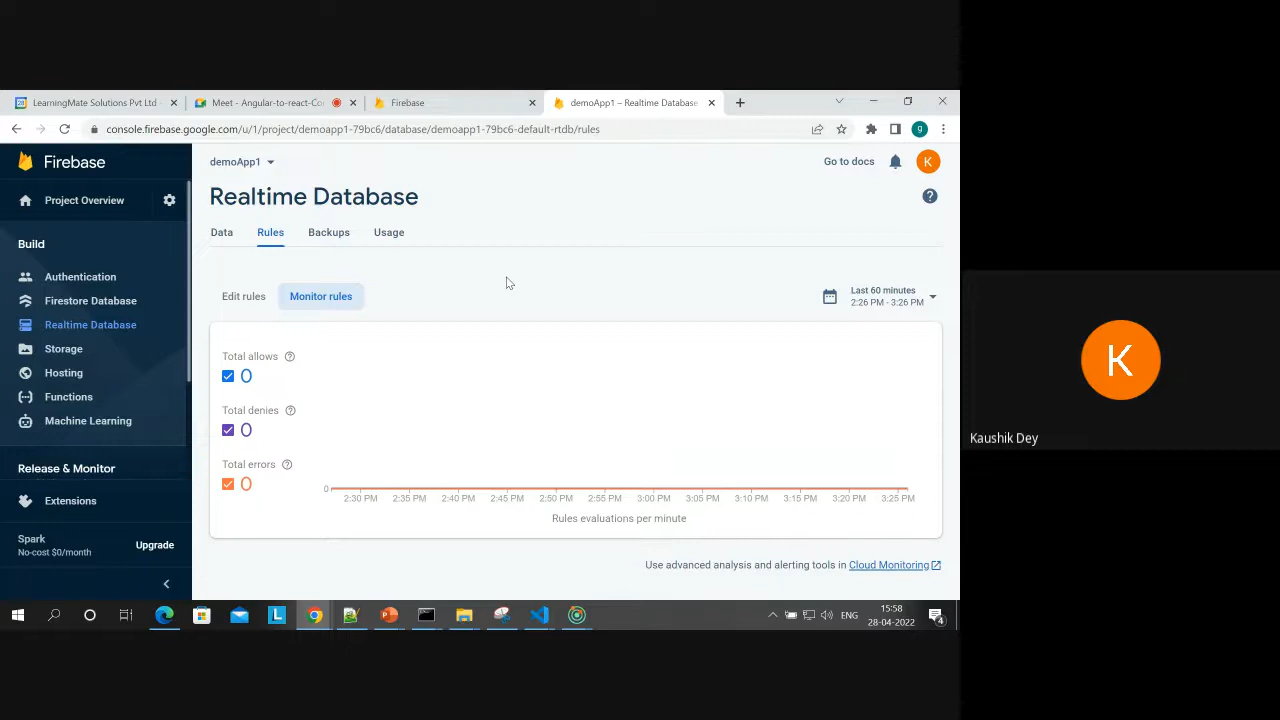 LearningMate Solutions Pvt Ltd -
Meet - Angular-to-react-Co
Firebase
demoApp1 – Realtime Database
console.firebase.google.com/u/1/project/demoapp1-79bc6/database/demoapp1-79bc6-default-rtdb/rules
g
Firebase
demoApp1
Go to docs
K
Project Overview
Realtime Database
Data
Rules
Backups
Usage
Build
Authentication
Firestore Database
Realtime Database
Storage
Hosting
Functions
Machine Learning
Release & Monitor
Extensions
Spark
No-cost $0/month
Upgrade
Edit rules
Monitor rules
Last 60 minutes
2:26 PM - 3:26 PM
Total allows
0
Total denies
0
Total errors
0
0
2:30 PM 2:35 PM 2:40 PM 2:45 PM 2:50 PM 2:55 PM 3:00 PM 3:05 PM 3:10 PM 3:15 PM 3:20 PM 3:25 PM
Rules evaluations per minute
Use advanced analysis and alerting tools in Cloud Monitoring
L
ENG
15:58
28-04-2022
4
K
Kaushik Dey